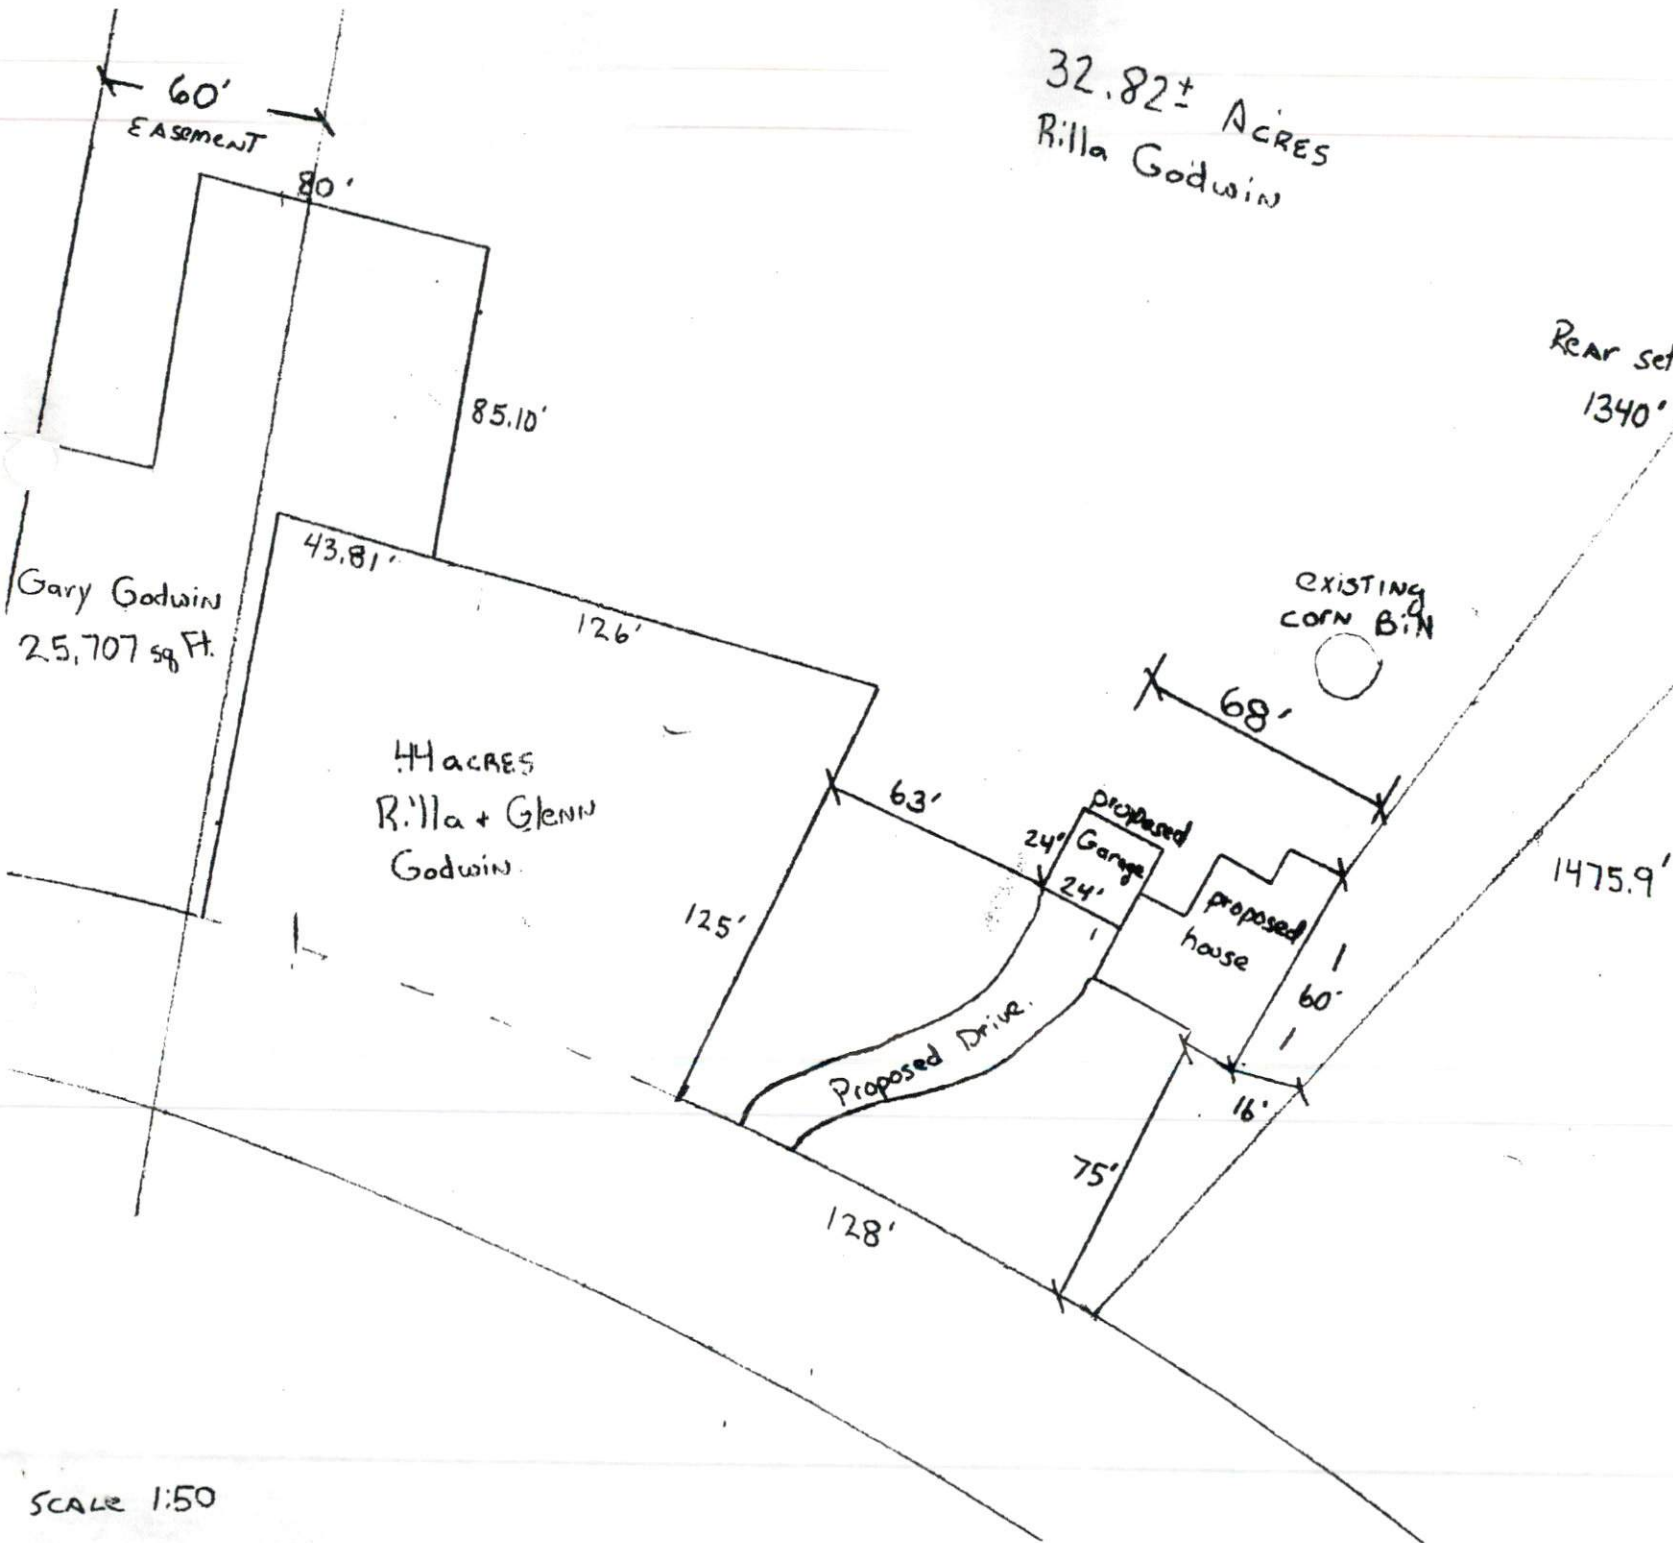 32.82± ACRES
Rilla Godwin
60'
EASEMENT
80'
Rear set
1340'
85.10'
43.81'
126'
Gary Godwin
25,707 sq Ft.
EXISTING
CORN BIN
68'
.44 ACRES
Rilla + Glenn
Godwin.
63'
proposed
24'
Garage
24'
1475.9'
125'
proposed
house
60'
Proposed Drive.
16'
75'
128'
SCALE 1:50